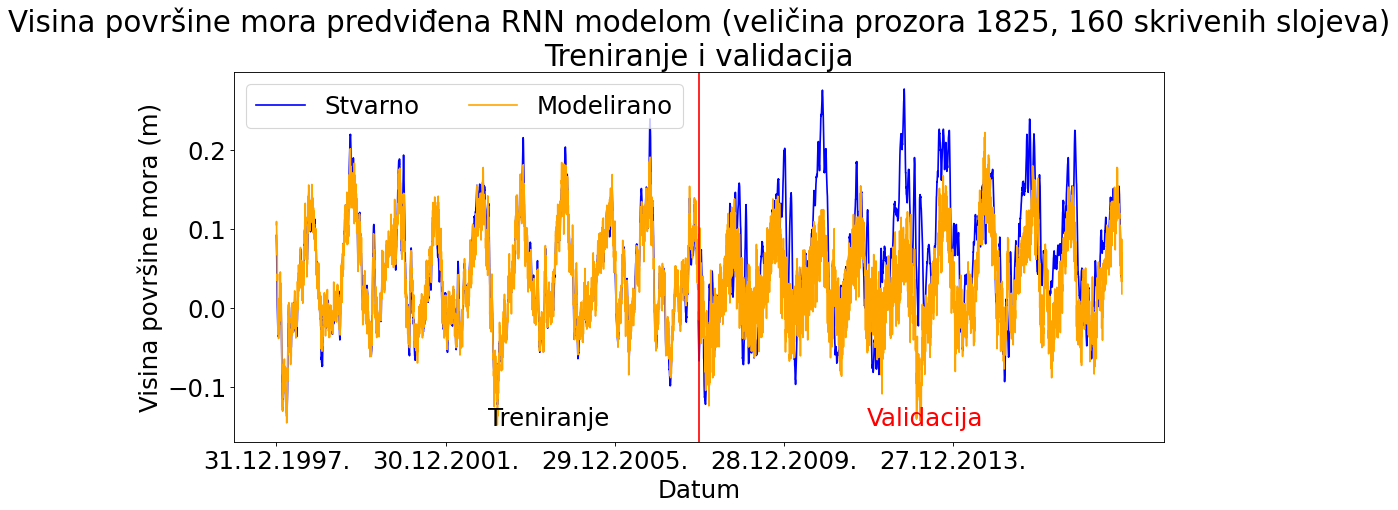 Visina površine mora predviđena RNN modelom (veličina prozora 1825, 160 skrivenih slojeva)
Treniranje i validacija
Stvarno Modelirano
Visina površine mora (m)
0.2
0.1
0.0
−0.1
Treniranje Validacija
31.12.1997. 30.12.2001. 29.12.2005. 28.12.2009. 27.12.2013.
Datum